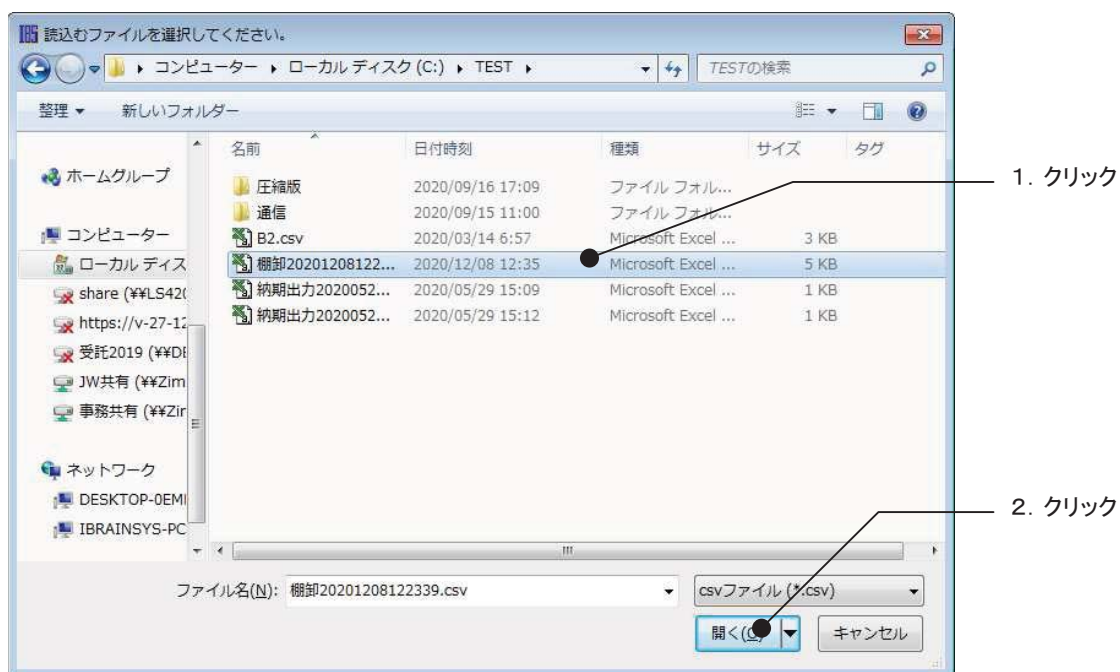 読込むファイルを選択してください。
コンピューター ローカル ディスク (C:) TEST
TESTの検索
整理 新しいフォルダー
名前 日付時刻 種類 サイズ タグ
圧縮版 2020/09/16 17:09 ファイル フォル...
通信 2020/09/15 11:00 ファイル フォル...
B2.csv 2020/03/14 6:57 Microsoft Excel ... 3 KB
棚卸20201208122... 2020/12/08 12:35 Microsoft Excel ... 5 KB
納期出力2020052... 2020/05/29 15:09 Microsoft Excel ... 1 KB
納期出力2020052... 2020/05/29 15:12 Microsoft Excel ... 1 KB
ホームグループ
コンピューター
ローカル ディス
share (¥¥LS420
https://v-27-12
受託2019 (¥¥DE
JW共有 (¥¥Zim
事務共有 (¥¥Zir
ネットワーク
DESKTOP-0EMI
IBRAINSYS-PC
1. クリック
2. クリック
ファイル名(N): 棚卸20201208122339.csv
csvファイル (*.csv)
開く(O) キャンセル